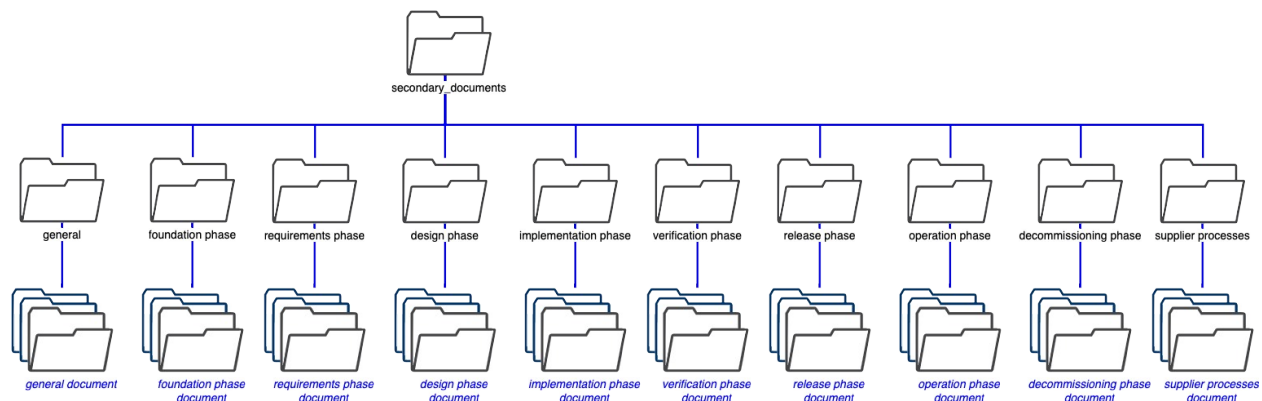 secondary_documents
general
foundation phase
requirements phase
design phase
implementation phase
verification phase
release phase
operation phase
decommissioning phase
supplier processes
general document
foundation phase
document
requirements phase
document
design phase
document
implementation phase
document
verification phase
document
release phase
document
operation phase
document
decommissioning phase
document
supplier processes
document